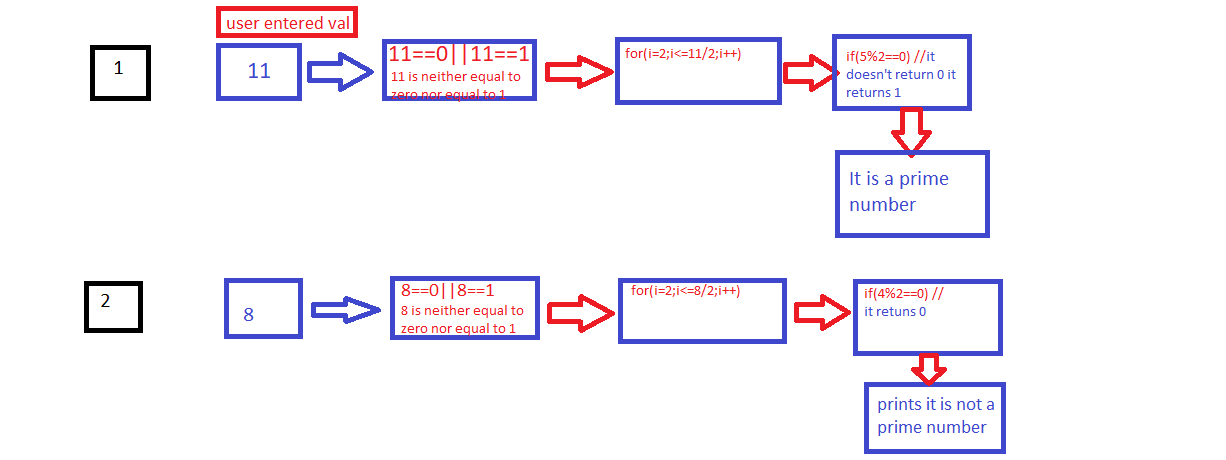 user entered val
1
11
11==0||11==1
11 is neither equal to
zero nor equal to 1
for(i=2;i<=11/2;i++)
if(5%2==0) //it
doesn't return 0 it
returns 1
It is a prime
number
2
8
8==0||8==1
8 is neither equal to
zero nor equal to 1
for(i=2;i<=8/2;i++)
if(4%2==0) //
it retuns 0
prints it is not a
prime number